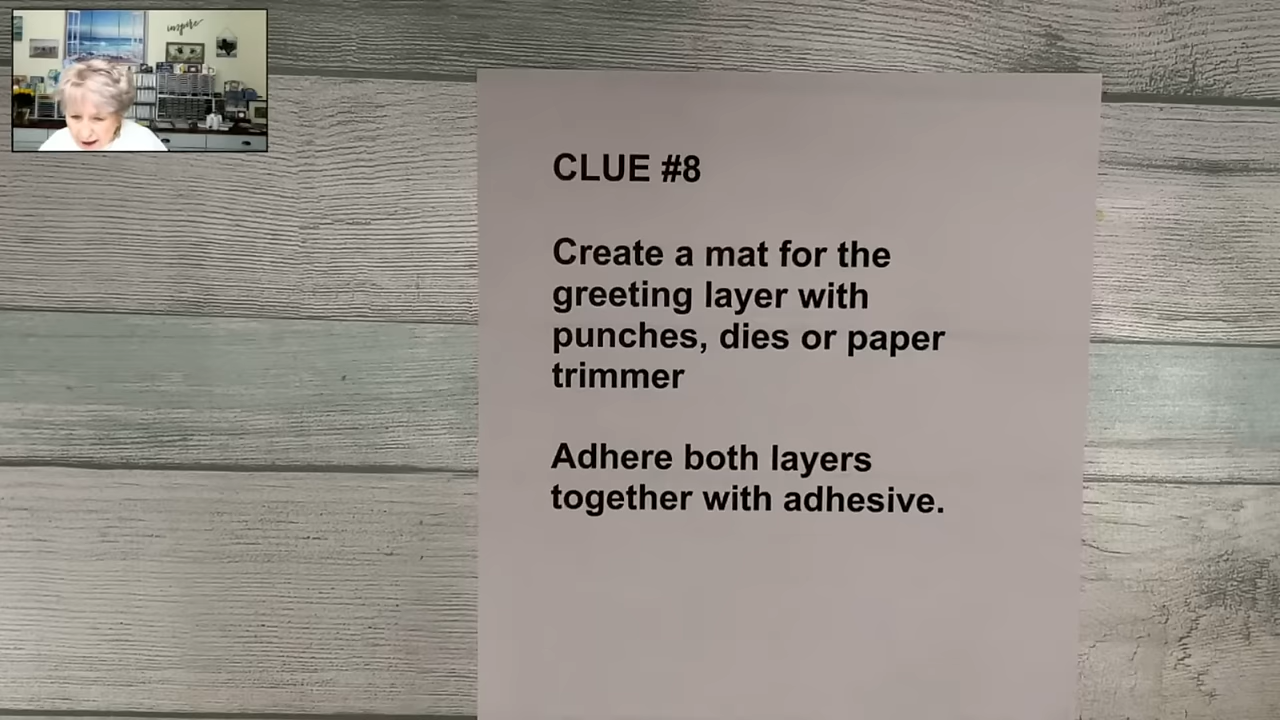 inspire
CLUE #8
Create a mat for the
greeting layer with
punches, dies or paper
trimmer
Adhere both layers
together with adhesive.